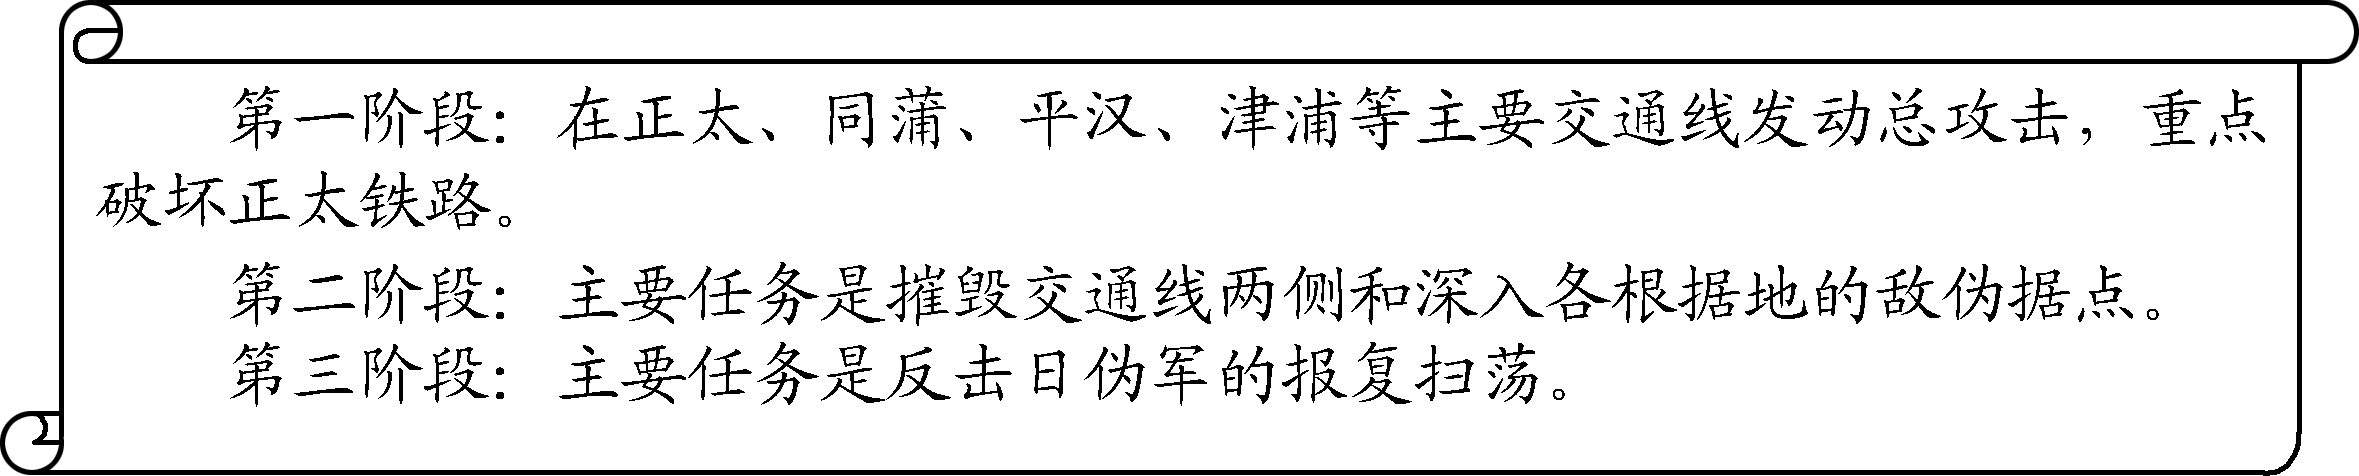 第一阶段：在正太、同蒲、平汉、津浦等主要交通线发动总攻击，重点
破坏正太铁路。
第二阶段：主要任务是摧毁交通线两侧和深入各根据地的敌伪据点。
第三阶段：主要任务是反击日伪军的报复扫荡。